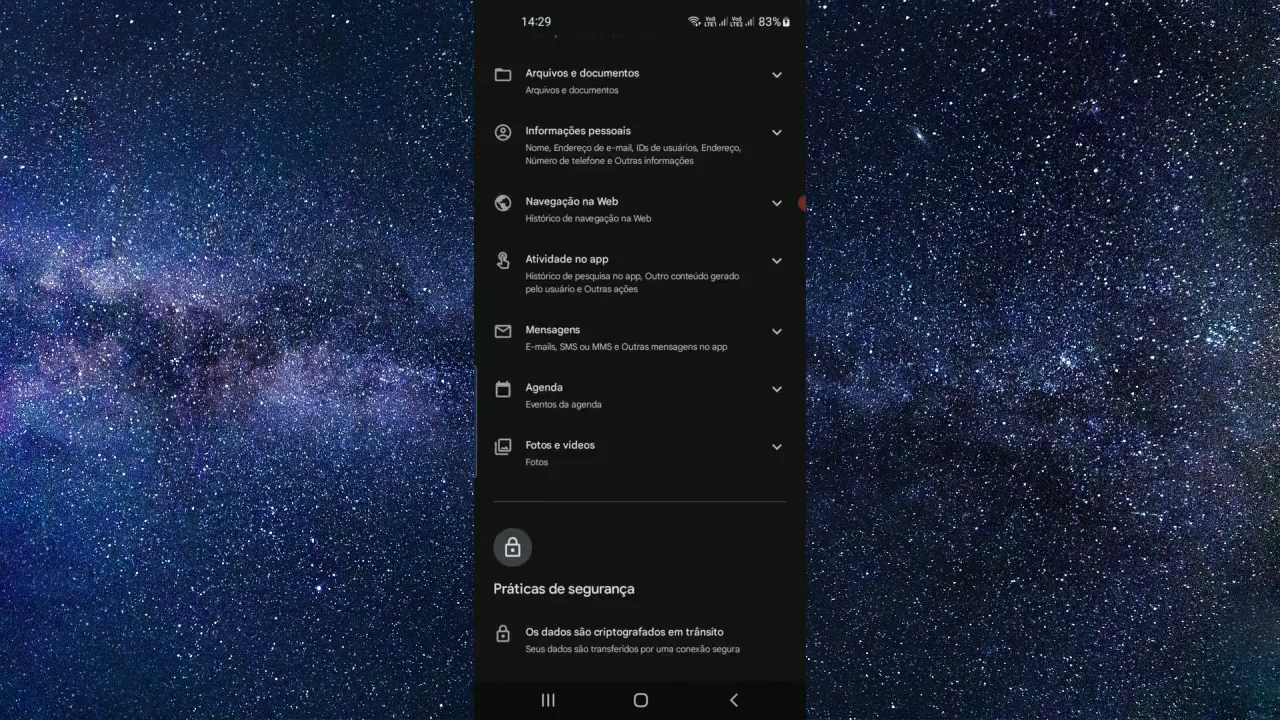 14:29
Vo) LTE1 Vo) LTE2 83%
Arquivos e documentos
Arquivos e documentos
Informações pessoais
Nome, Endereço de e-mail, IDs de usuários, Endereço,
Número de telefone e Outras informações
Navegação na Web
Histórico de navegação na Web
Atividade no app
Histórico de pesquisa no app, Outro conteúdo gerado
pelo usuário e Outras ações
Mensagens
E-mails, SMS ou MMS e Outras mensagens no app
Agenda
Eventos da agenda
Fotos e vídeos
Fotos
Práticas de segurança
Os dados são criptografados em trânsito
Seus dados são transferidos por uma conexão segura